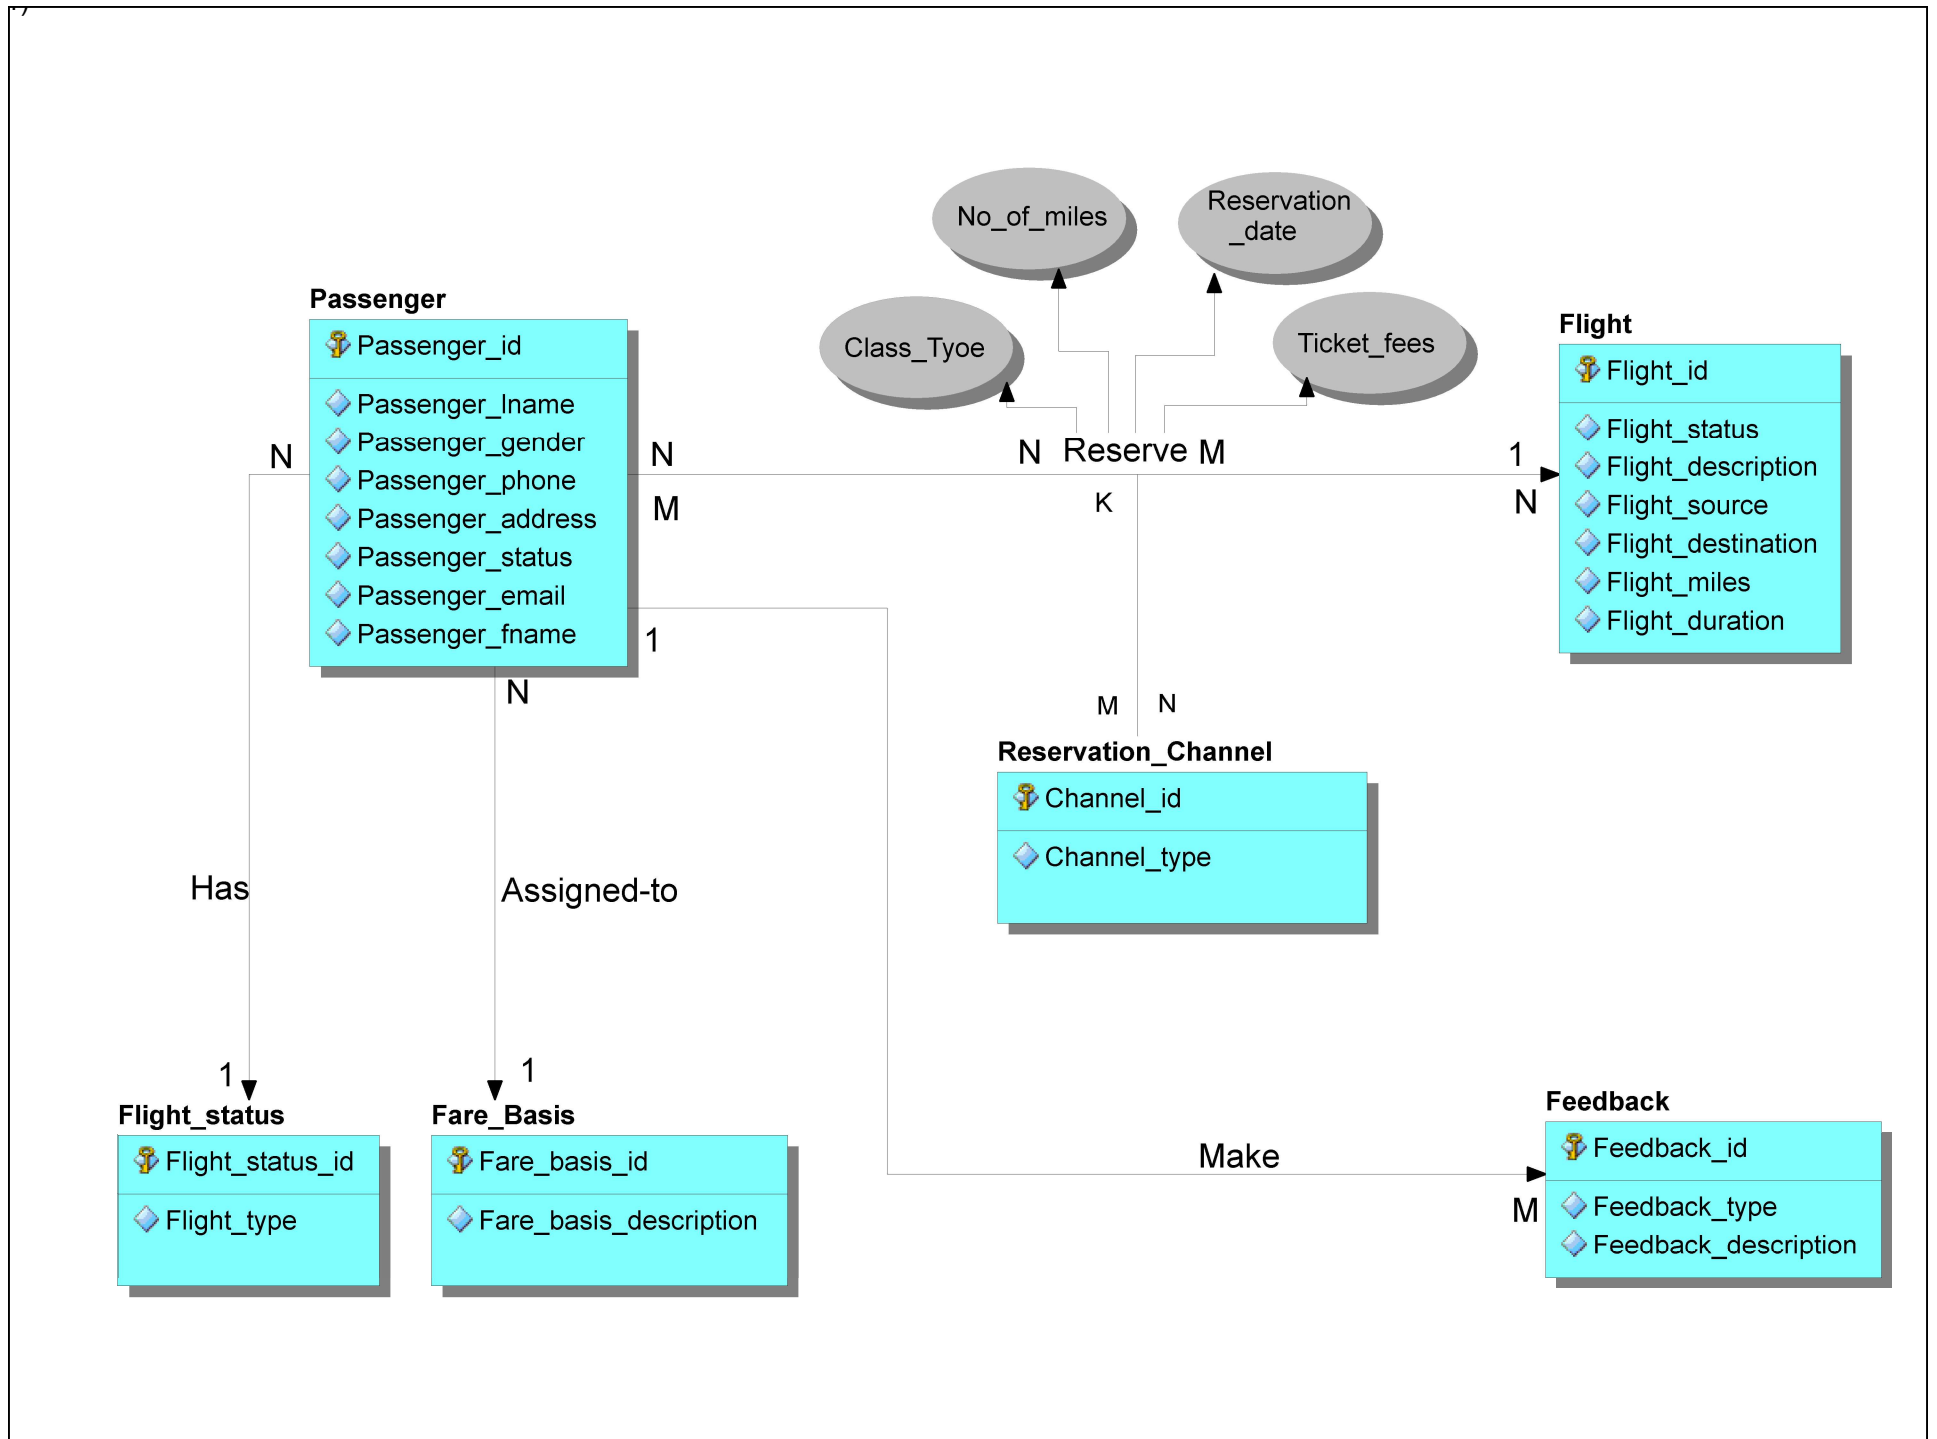 No_of_miles
Reservation
_date
Passenger
Passenger_id
Passenger_lname
Passenger_gender
Passenger_phone
Passenger_address
Passenger_status
Passenger_email
Passenger_fname
Class_Tyoe
Ticket_fees
Flight
Flight_id
Flight_status
Flight_description
Flight_source
Flight_destination
Flight_miles
Flight_duration
N
N
M
N Reserve M
K
1
N
1
N
M N
Reservation_Channel
Channel_id
Channel_type
Has
Assigned-to
1
1
Flight_status
Flight_status_id
Flight_type
Fare_Basis
Fare_basis_id
Fare_basis_description
Make
M
Feedback
Feedback_id
Feedback_type
Feedback_description